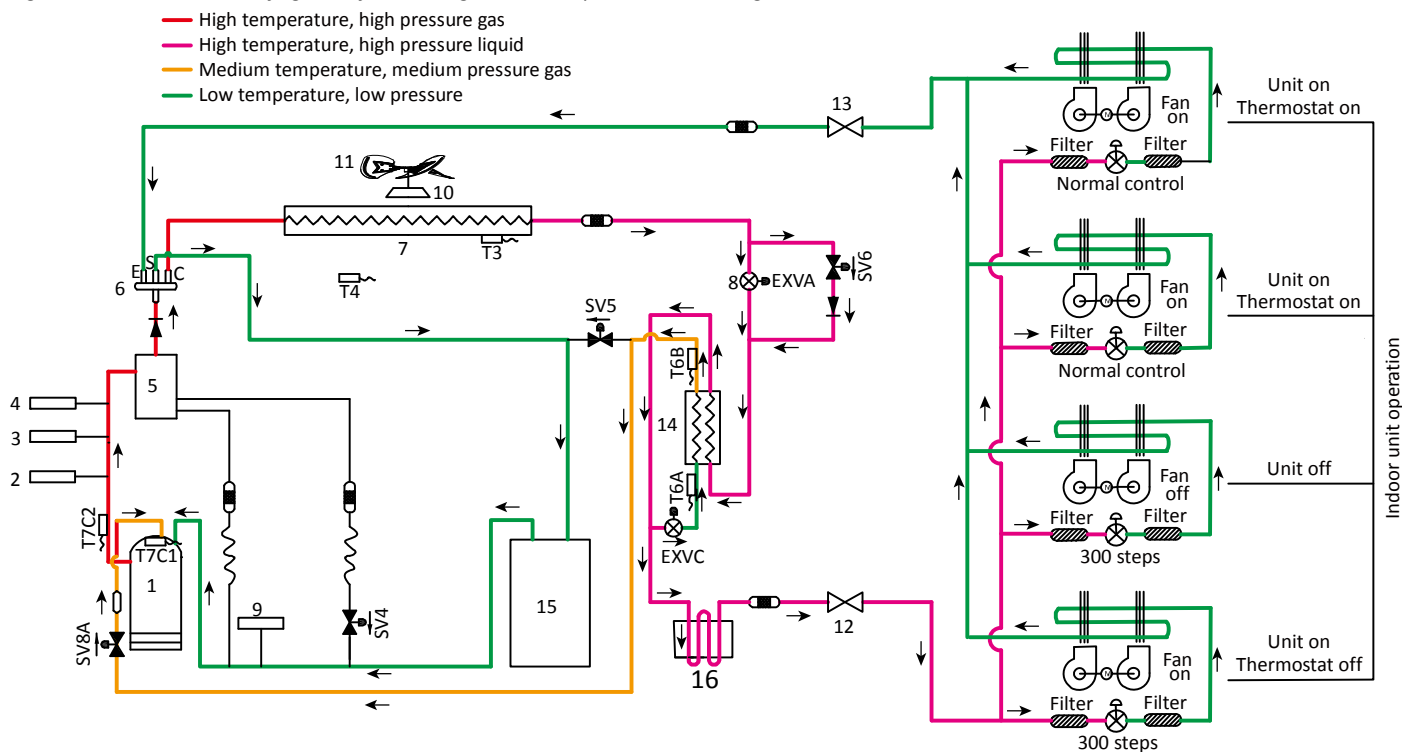 High temperature, high pressure gas
High temperature, high pressure liquid
Medium temperature, medium pressure gas
Low temperature, low pressure
13
11
10
7
T3
T4
E
S
C
6
8
EXVA
SV6
SV5
T6B
14
T6A
EXVC
5
4
3
2
T7C2
T7C1
1
SV8A
9
SV4
15
16
12
M
Fan
on
Filter
Filter
Normal control
Unit on
Thermostat on
M
Fan
on
Filter
Filter
Normal control
Unit on
Thermostat on
M
Fan
off
Filter
Filter
300 steps
Unit off
M
Fan
on
Filter
Filter
300 steps
Unit on
Thermostat off
Indoor unit operation